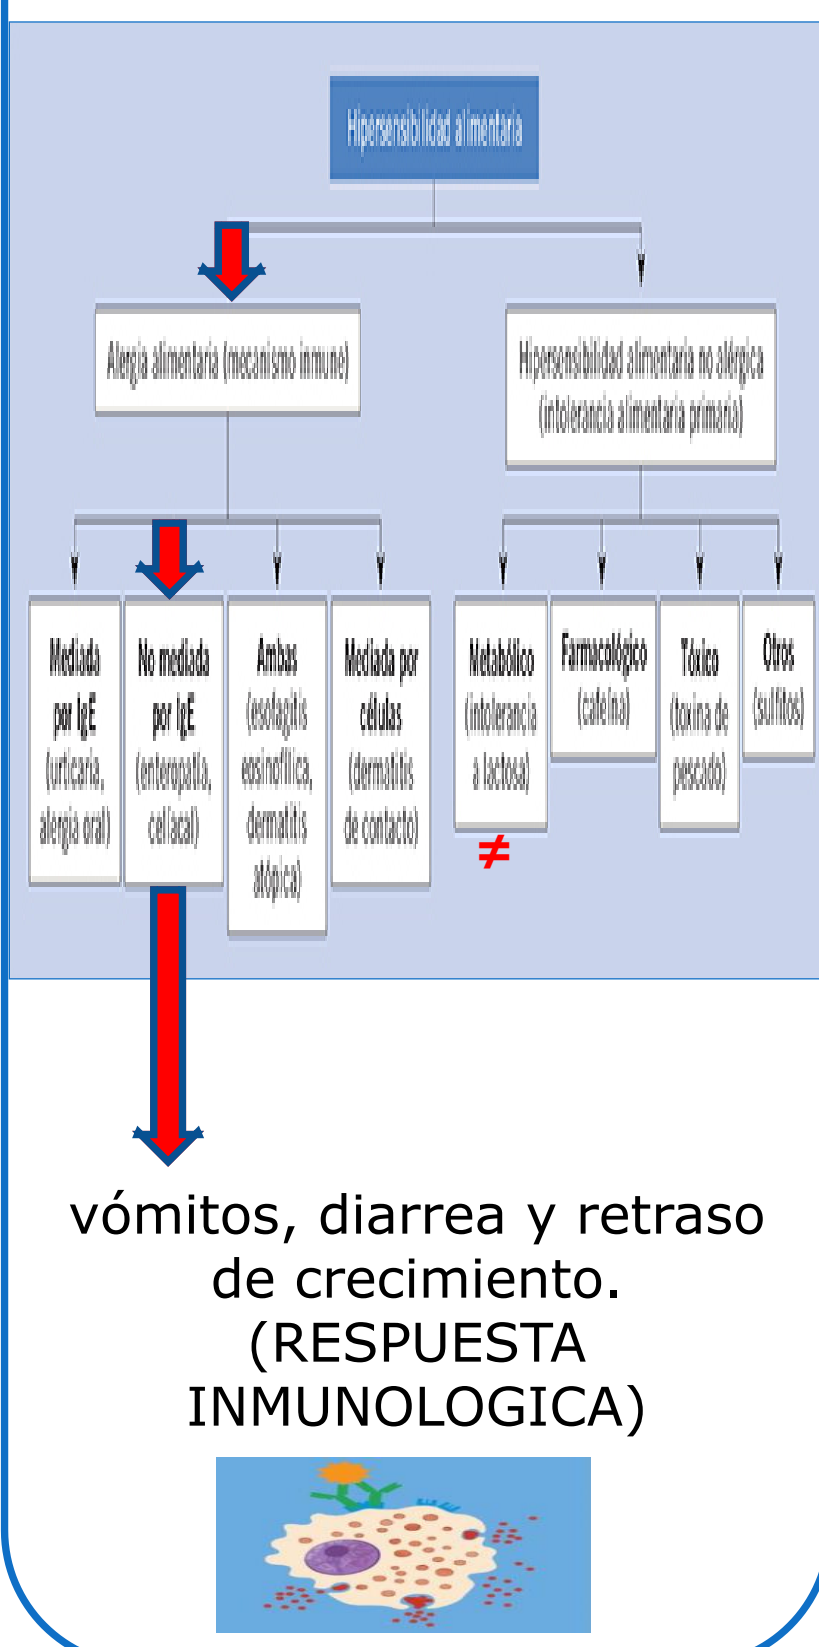 Hipersensibilidad alimentaria
Alergia alimentaria (mecanismo inmune)
Hipersensibilidad alimentaria no alérgica
(intolerancia alimentaria primaria)
Mediada
por IgE
(urticaria,
alergia oral)
No mediada
por IgE
(enteropatía,
celíacal)
Ambas
(esofagitis
eosinofílica,
dermatitis
atópica)
Mediada por
células
(dermatitis
de contacto)
Metabólico
(intolerancia
a lactosa)
Farmacológico
(cafeína)
Tóxico
(toxina de
pescado)
Otros
(sulfitos)
≠
vómitos, diarrea y retraso
de crecimiento.
(RESPUESTA
INMUNOLOGICA)